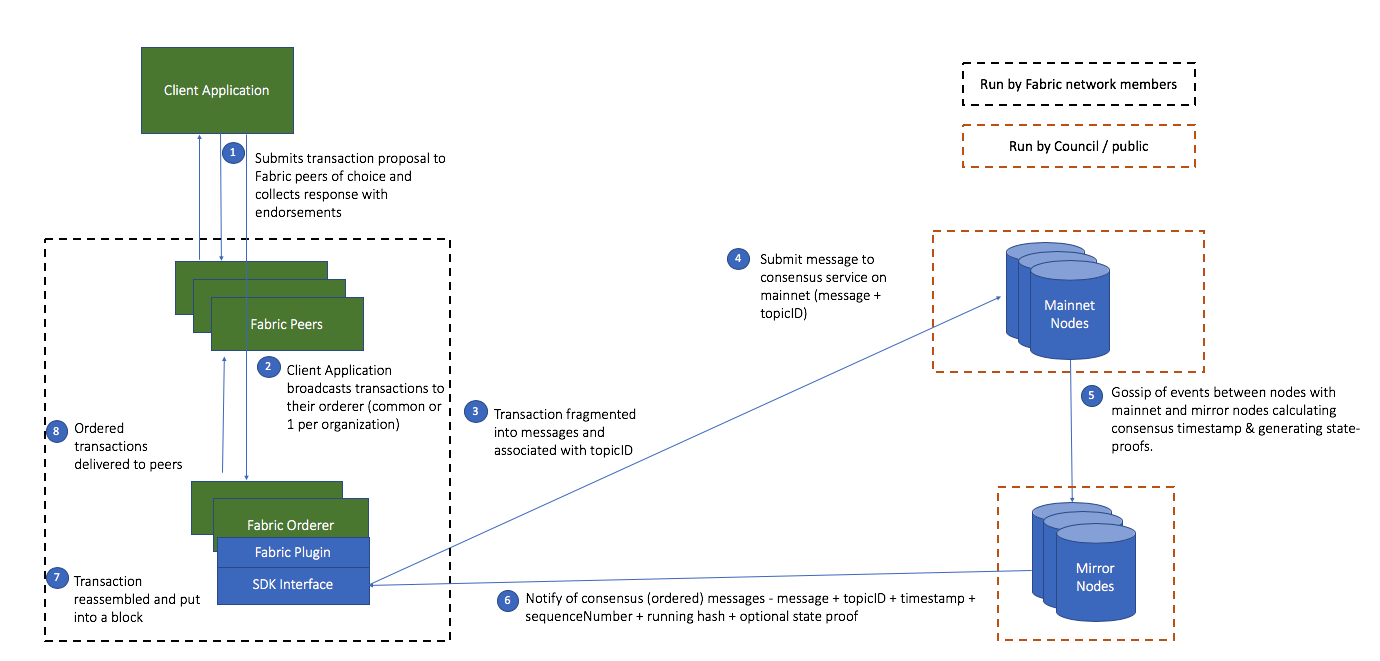 Client Application
Run by Fabric network members
Run by Council / public
1
Submits transaction proposal to
Fabric peers of choice and
collects response with
endorsements
4
Submit message to
consensus service on
mainnet (message +
topicID)
Mainnet
Nodes
Fabric Peers
2
Client Application
broadcasts transactions to
their orderer (common or
1 per organization)
3
Transaction fragmented
into messages and
associated with topicID
5
Gossip of events between nodes with
mainnet and mirror nodes calculating
consensus timestamp & generating state-
proofs.
8
Ordered
transactions
delivered to peers
Fabric Orderer
Fabric Plugin
SDK Interface
7
Transaction
reassembled and put
into a block
6
Notify of consensus (ordered) messages - message + topicID + timestamp +
sequenceNumber + running hash + optional state proof
Mirror
Nodes